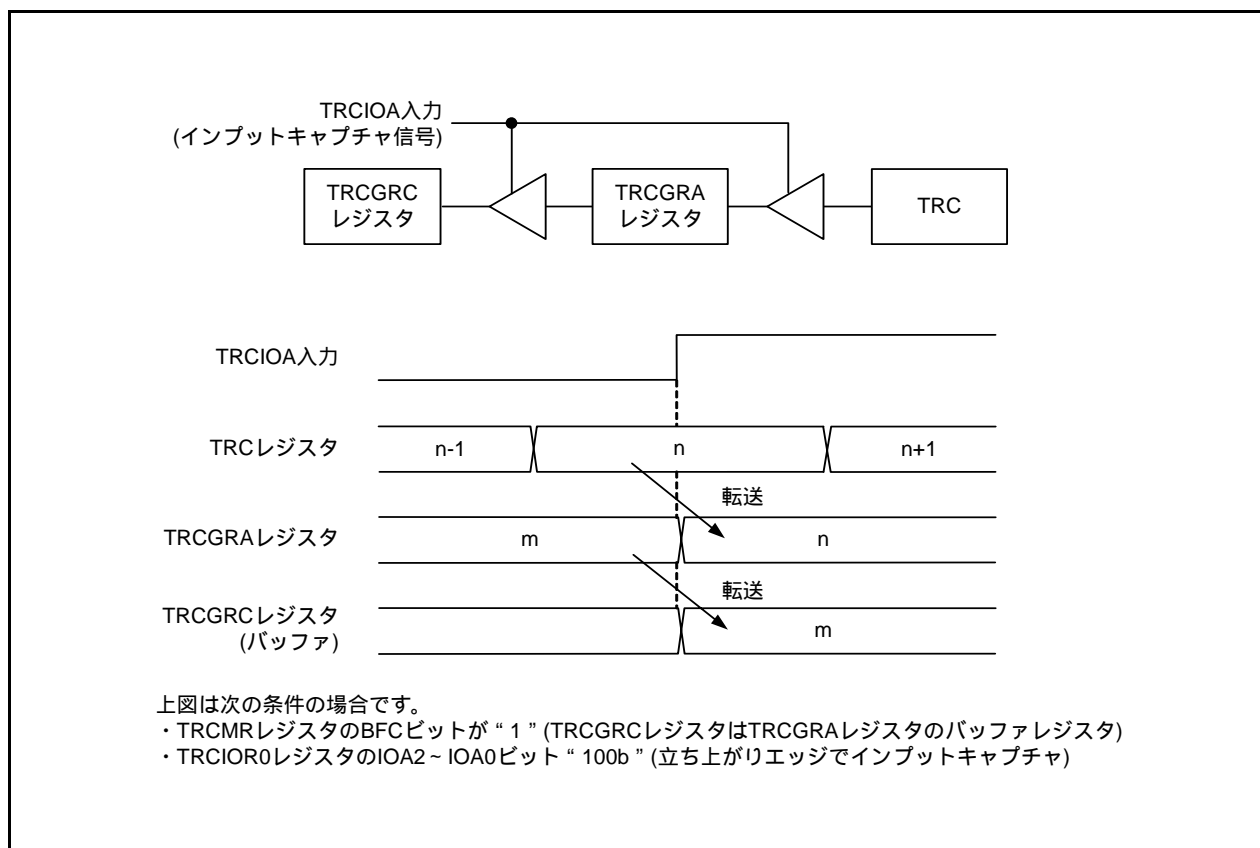 TRCIOA入力
(インプットキャプチャ信号)
TRCGRC
レジスタ
TRCGRA
レジスタ
TRC
TRCIOA入力
TRCレジスタ
n-1
n
n+1
転送
TRCGRAレジスタ
m
n
転送
TRCGRCレジスタ
(バッファ)
m
上図は次の条件の場合です。
・TRCMRレジスタのBFCビットが“1”(TRCGRCレジスタはTRCGRAレジスタのバッファレジスタ)
・TRCIOR0レジスタのIOA2~IOA0ビット“100b”(立ち上がりエッジでインプットキャプチャ)